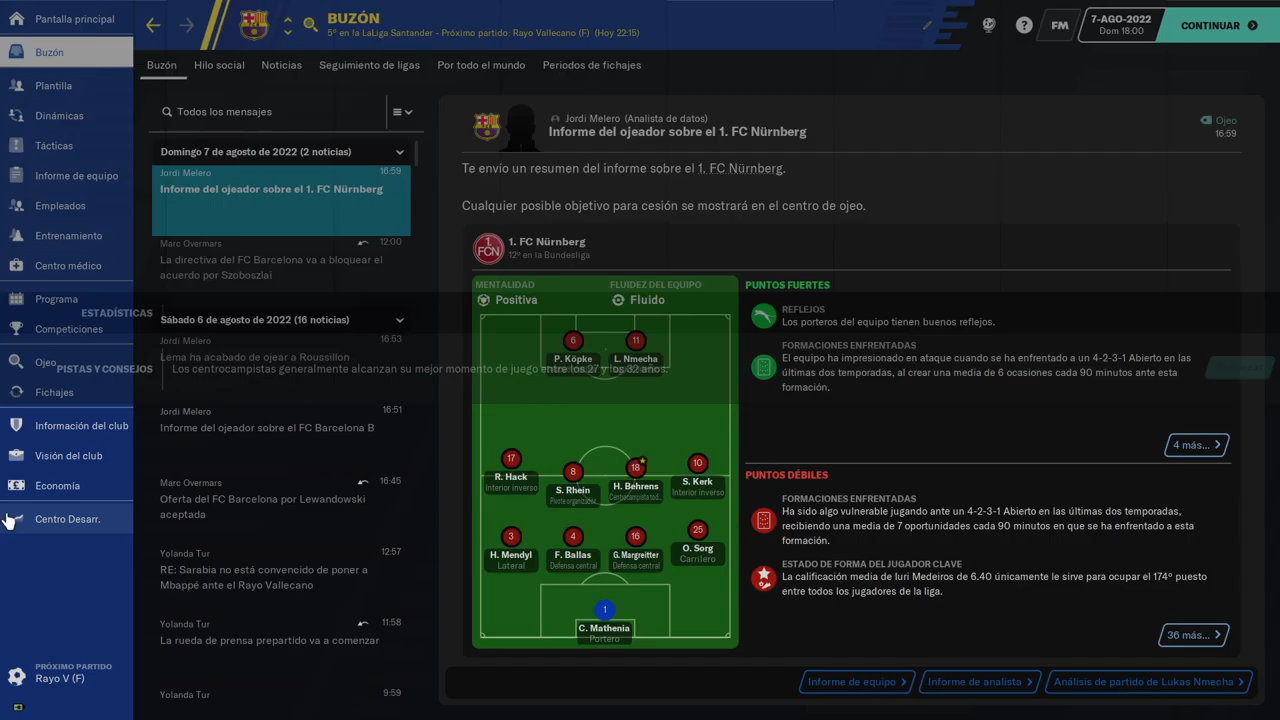 Pantalla principal
Buzón
Plantilla
Dinámicas
Tácticas
Informe de equipo
Empleados
Entrenamiento
Centro médico
Programa
Competiciones
Ojeo
Fichajes
Información del club
Visión del club
Economía
Centro Desarr.
PRÓXIMO PARTIDO
Rayo V (F)
BUZÓN
5º en la LaLiga Santander - Próximo partido: Rayo Vallecano (F) (Hoy 22:15)
FM
7-AGO-2022
Dom 18:00
CONTINUAR
Buzón
Hilo social
Noticias
Seguimiento de ligas
Por todo el mundo
Periodos de fichajes
Todos los mensajes
Domingo 7 de agosto de 2022 (2 noticias)
Jordi Melero 16:59
Informe del ojeador sobre el 1. FC Nürnberg
Marc Overmars 12:00
La directiva del FC Barcelona va a bloquear el
acuerdo por Szoboszlai
ESTADÍSTICAS
Sábado 6 de agosto de 2022 (16 noticias)
Jordi Melero 16:53
Lema ha acabado de ojear a Roussillon
PISTAS Y CONSEJOS
Los centrocampistas generalmente alcanzan su mejor momento de juego entre los 27 y los 32 años.
Jordi Melero 16:51
Informe del ojeador sobre el FC Barcelona B
Marc Overmars 16:45
Oferta del FC Barcelona por Lewandowski
aceptada
Yolanda Tur 12:57
RE: Sarabia no está convencido de poner a
Mbappé ante el Rayo Vallecano
Yolanda Tur 11:58
La rueda de prensa prepartido va a comenzar
Yolanda Tur 9:59
Jordi Melero (Analista de datos)
Informe del ojeador sobre el 1. FC Nürnberg
Ojeo
16:59
Te envío un resumen del informe sobre el 1. FC Nürnberg.
Cualquier posible objetivo para cesión se mostrará en el centro de ojeo.
1. FCN
1. FC Nürnberg
12º en la Bundesliga
MENTALIDAD
Positiva
FLUIDEZ DEL EQUIPO
Fluido
6
P. Köpke
11
L. Nmecha
17
R. Hack
Interior inverso
8
S. Rhein
18
H. Behrens
10
S. Kerk
Interior inverso
3
H. Mendyl
Lateral
4
F. Ballas
Defensa central
16
G. Margreitter
Defensa central
25
O. Sorg
Carrilero
1
C. Mathenia
Portero
PUNTOS FUERTES
REFLEJOS
Los porteros del equipo tienen buenos reflejos.
FORMACIONES ENFRENTADAS
El equipo ha impresionado en ataque cuando se ha enfrentado a un 4-2-3-1 Abierto en las
últimas dos temporadas, al crear una media de 6 ocasiones cada 90 minutos ante esta
formación.
4 más...
PUNTOS DÉBILES
FORMACIONES ENFRENTADAS
Ha sido algo vulnerable jugando ante un 4-2-3-1 Abierto en las últimas dos temporadas,
recibiendo una media de 7 oportunidades cada 90 minutos en que se ha enfrentado a esta
formación.
ESTADO DE FORMA DEL JUGADOR CLAVE
La calificación media de Iuri Medeiros de 6.40 únicamente le sirve para ocupar el 174º puesto
entre todos los jugadores de la liga.
36 más...
Informe de equipo
Informe de analista
Análisis de partido de Lukas Nmecha